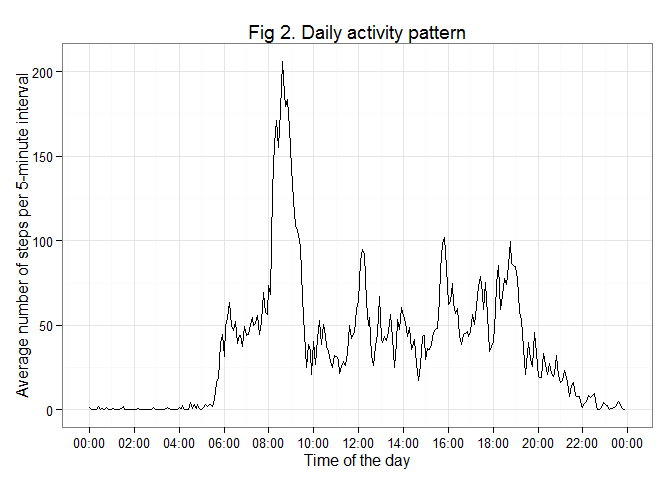 Fig 2. Daily activity pattern
Average number of steps per 5-minute interval
200
150
100
50
0
00:00 02:00 04:00 06:00 08:00 10:00 12:00 14:00 16:00 18:00 20:00 22:00 00:00
Time of the day